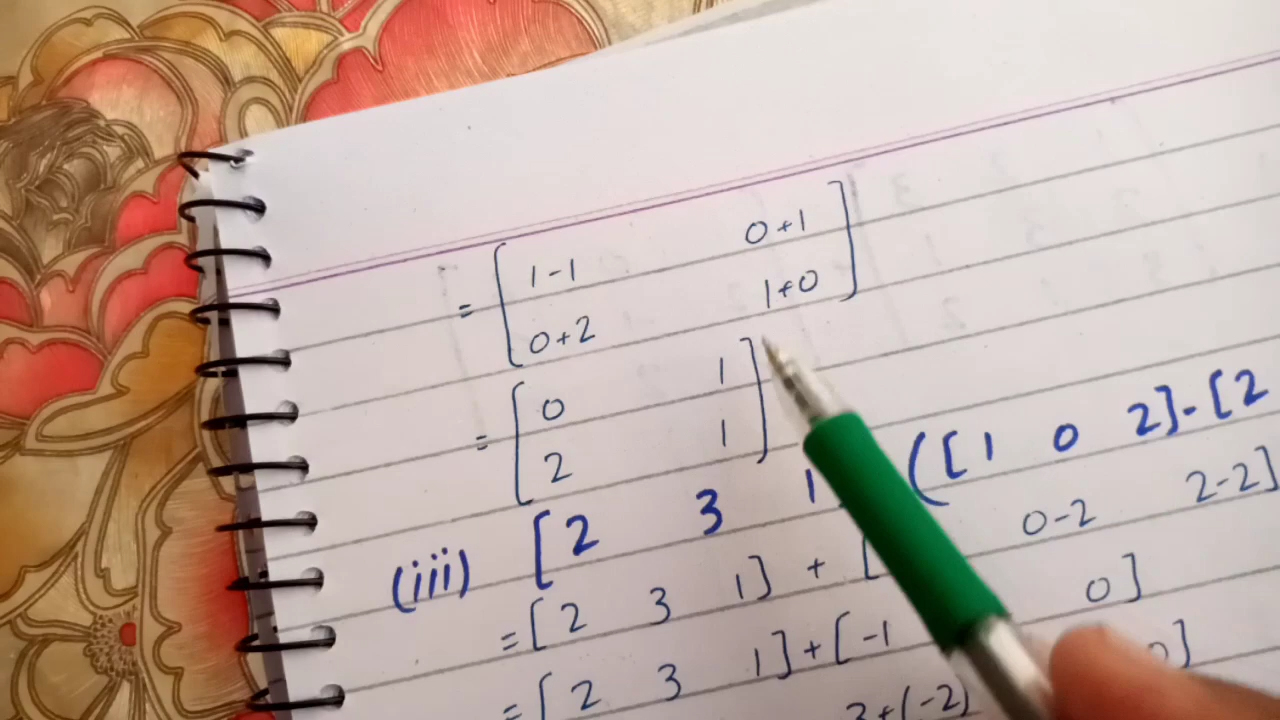 = [ 1-1 0+1
0+2 1+0 ]
= [ 0 1
2 1 ]
(iii) [2 3 1 ([1 0 2]-[2
= [2 3 1] + [ 0-2 2-2]
= [2 3 1]+[-1 0]
= [2 3+(-2) 0]